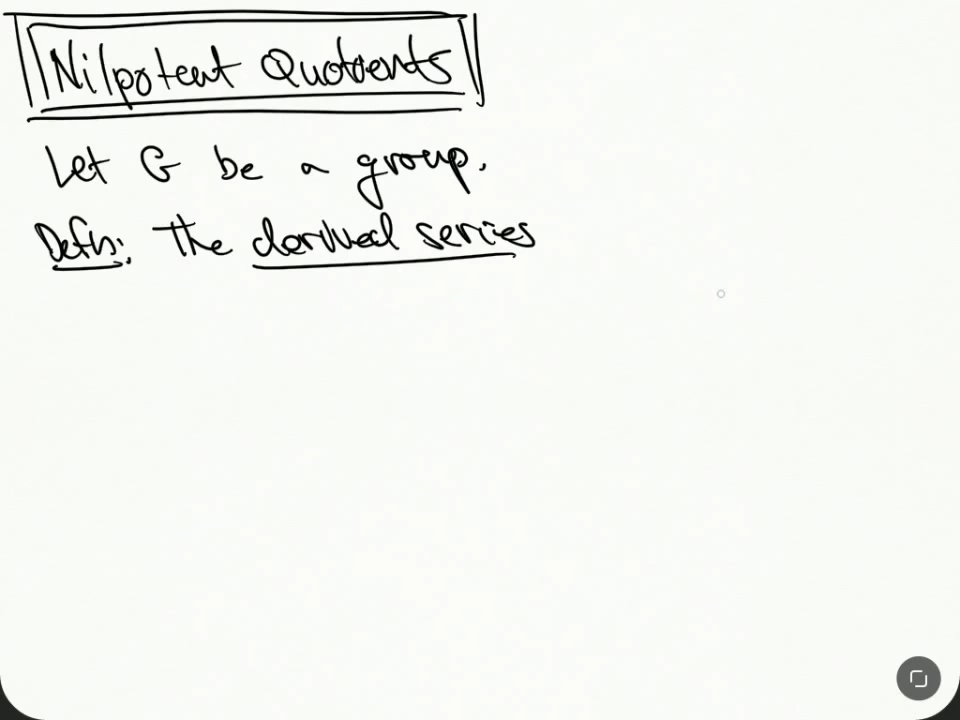 Nilpotent Quotients
Let G be a group.
Defn: The derived series